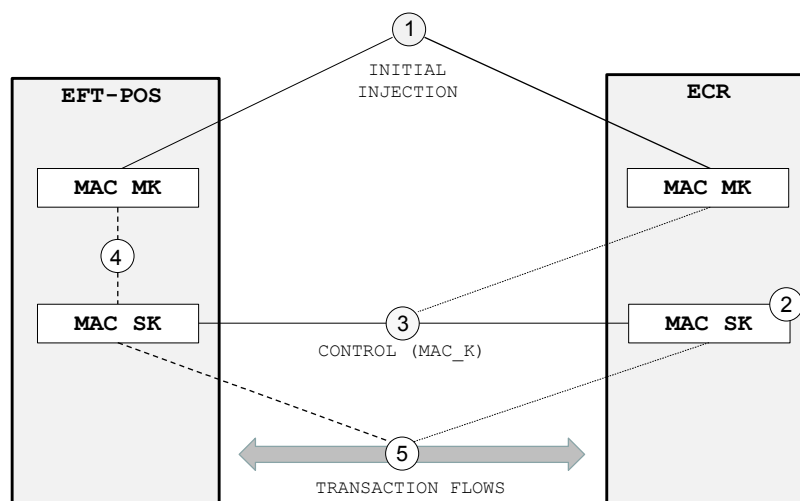 1
INITIAL
INJECTION
EFT-POS
ECR
MAC MK
MAC MK
4
2
MAC SK
3
MAC SK
CONTROL (MAC_K)
5
TRANSACTION FLOWS